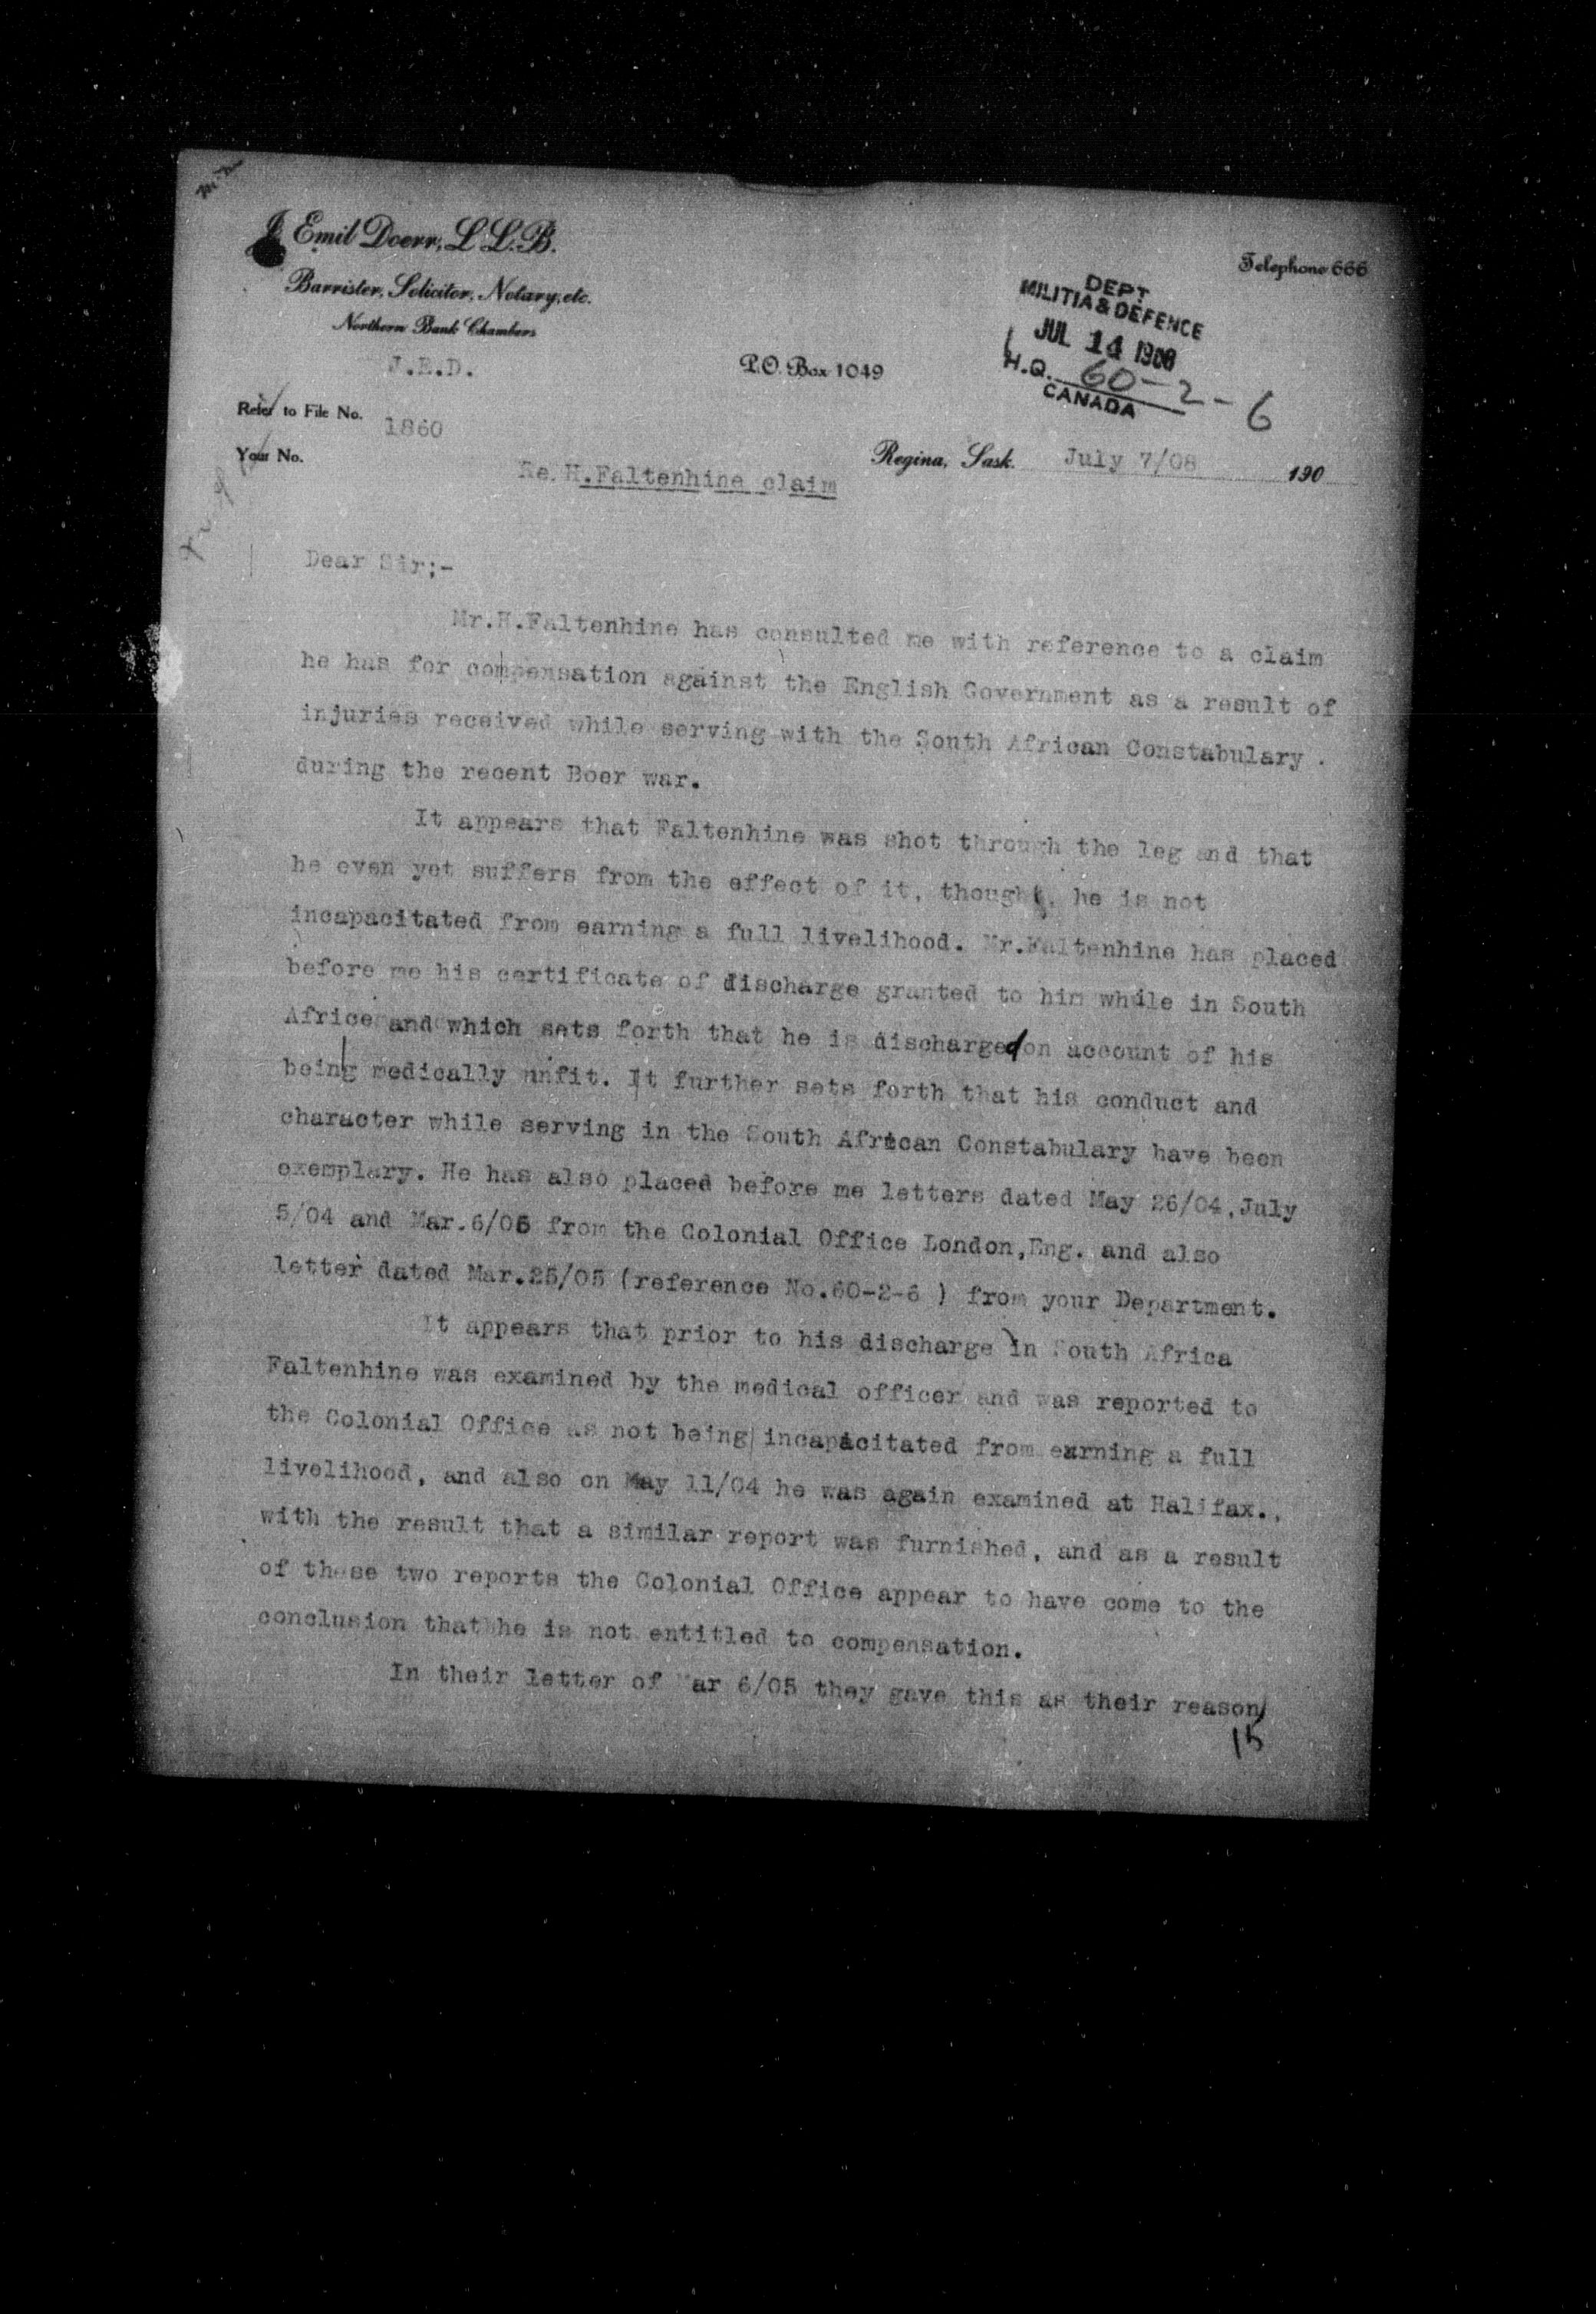 J. Emil Doerr, L.L.B.
Telephone 666
Barrister, Solicitor, Notary, etc.
Northern Bank Chambers
DEPT.
MILITIA & DEFENCE
JUL 14 1908
H.Q. 60-2-6
CANADA
J.E.D.
P.O. Box 1049
Refer to File No. 1860
Your No.
Regina, Sask. July 7/08 190
Re. H.Faltenhine claim
Dear Sir;-
Mr.H.Faltenhine has consulted me with reference to a claim
he has for compensation against the English Government as a result of
injuries received while serving with the South African Constabulary .
during the recent Boer war.
It appears that Faltenhine was shot through the leg and that
he even yet suffers from the effect of it, though, he is not
incapacitated from earning a full livelihood. Mr.Faltenhine has placed
before me his certificate of discharge granted to him while in South
Africe and which sets forth that he is discharged on account of his
being medically unfit. It further sets forth that his conduct and
character while serving in the South African Constabulary have been
exemplary. He has also placed before me letters dated May 26/04,July
5/04 and Mar.6/05 from the Colonial Office London,Eng. and also
letter dated Mar.25/05 (reference No.60-2-6 ) from your Department.
It appears that prior to his discharge in South Africa
Faltenhine was examined by the medical officer and was reported to
the Colonial Office as not being incapacitated from earning a full
livelihood, and also on May 11/04 he was again examined at Halifax.,
with the result that a similar report was furnished, and as a result
of these two reports the Colonial Office appear to have come to the
conclusion that he is not entitled to compensation.
In their letter of Mar 6/05 they gave this as their reason
15